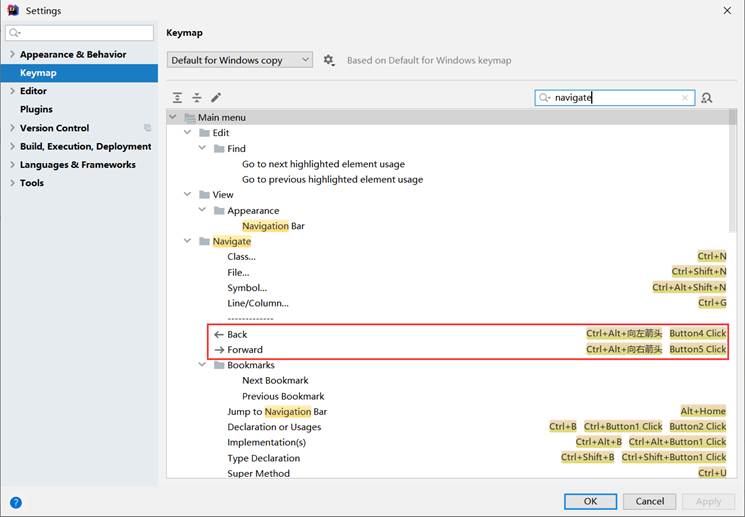 Settings
Appearance & Behavior
Keymap
Editor
Plugins
Version Control
Build, Execution, Deployment
Languages & Frameworks
Tools
Keymap
Default for Windows copy
Based on Default for Windows keymap
navigate
Main menu
Edit
Find
Go to next highlighted element usage
Go to previous highlighted element usage
View
Appearance
Navigation Bar
Navigate
Class... Ctrl+N
File... Ctrl+Shift+N
Symbol... Ctrl+Alt+Shift+N
Line/Column... Ctrl+G
-------------
Back Ctrl+Alt+向左箭头 Button4 Click
Forward Ctrl+Alt+向右箭头 Button5 Click
Bookmarks
Next Bookmark
Previous Bookmark
Jump to Navigation Bar Alt+Home
Declaration or Usages Ctrl+B Ctrl+Button1 Click Button2 Click
Implementation(s) Ctrl+Alt+B Ctrl+Alt+Button1 Click
Type Declaration Ctrl+Shift+B Ctrl+Shift+Button1 Click
Super Method Ctrl+U
? OK Cancel Apply